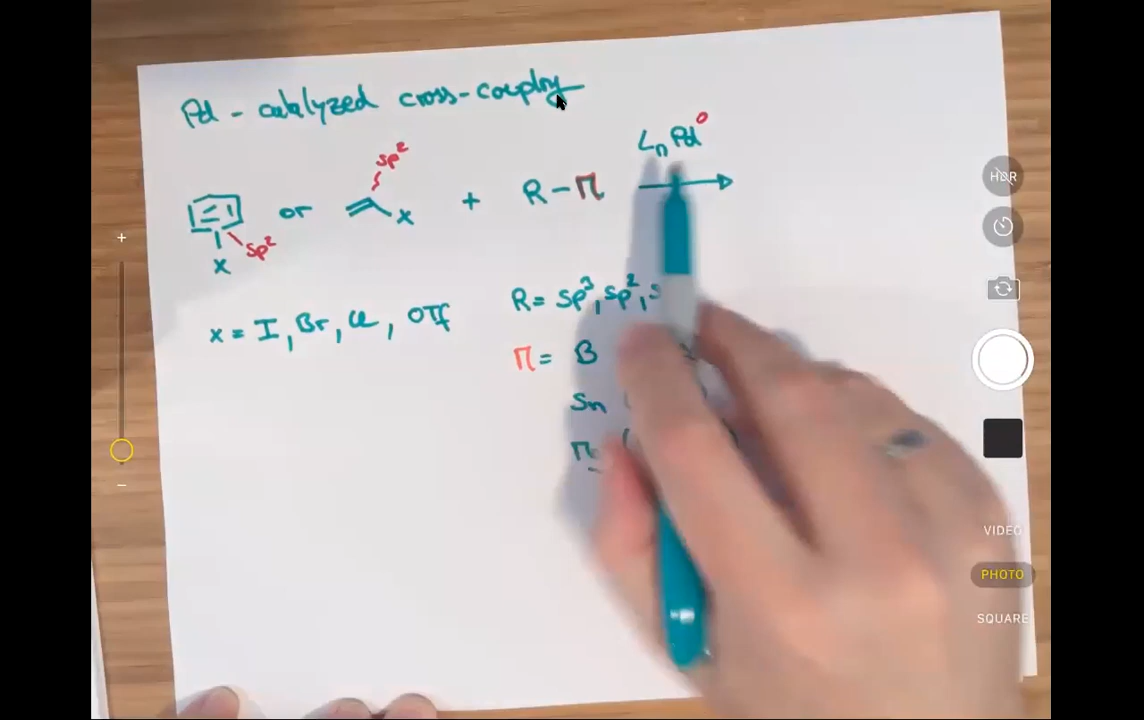 Pd - catalyzed cross-coupling
LnPd⁰
sp²
or
X
+
R-M
sp²
X
X = I, Br, Cl, OTf
R = sp³, sp², s
M = B
Sn
HDR
VIDEO
PHOTO
SQUARE